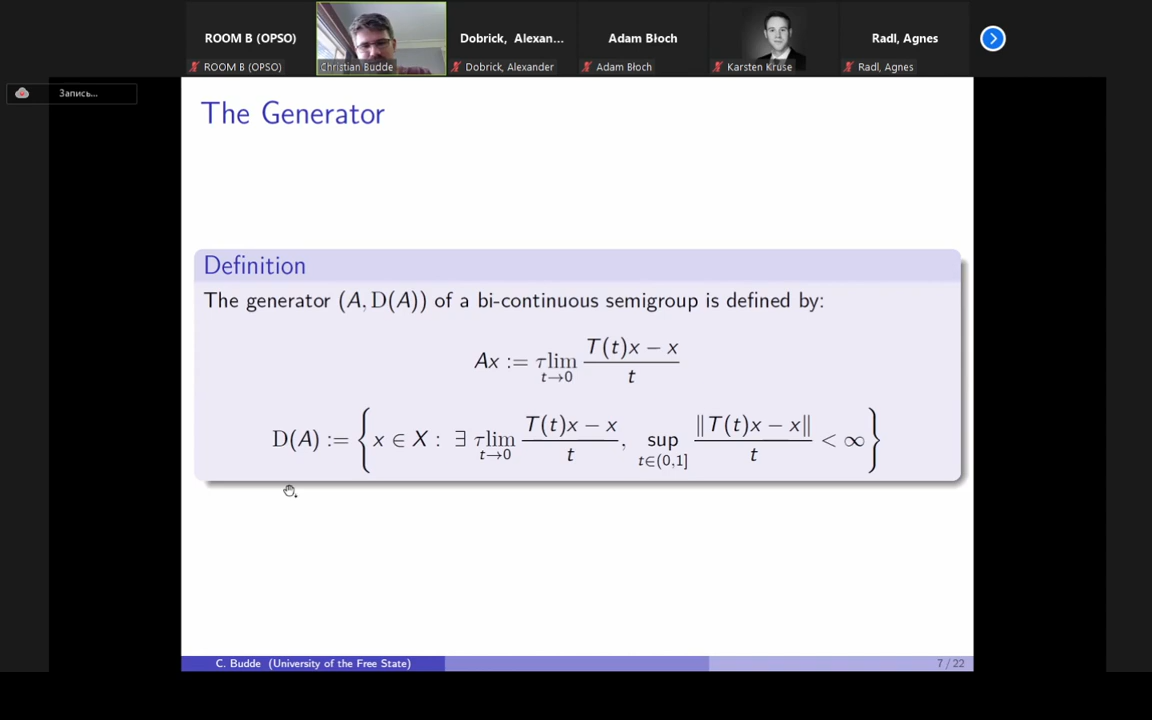 ROOM B (OPSO)
Dobrick, Alexan...
Adam Błoch
Radl, Agnes
ROOM B (OPSO)
Christian Budde
Dobrick, Alexander
Adam Błoch
Karsten Kruse
Radl, Agnes
Запись...
The Generator
Definition
The generator (A, D(A)) of a bi-continuous semigroup is defined by:
Ax := τlim_{t→0} (T(t)x − x)/t
D(A) := {x ∈ X : ∃ τlim_{t→0} (T(t)x − x)/t, sup_{t∈(0,1]} ‖T(t)x − x‖/t < ∞}
C. Budde (University of the Free State)
7 / 22